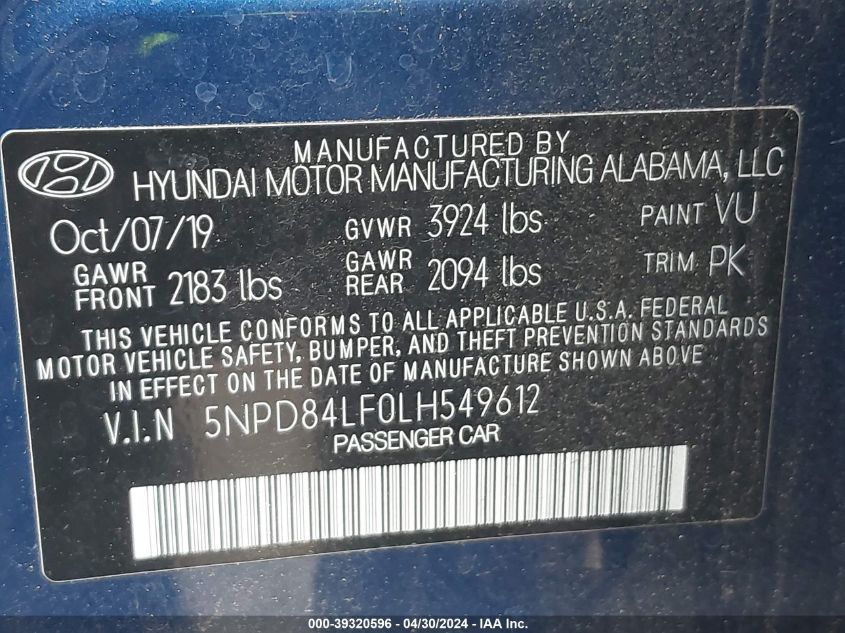 MANUFACTURED BY
HYUNDAI MOTOR MANUFACTURING ALABAMA, LLC
Oct/07/19 GVWR 3924 lbs PAINT VU
GAWR FRONT 2183 lbs GAWR REAR 2094 lbs TRIM PK
THIS VEHICLE CONFORMS TO ALL APPLICABLE U.S.A. FEDERAL
MOTOR VEHICLE SAFETY, BUMPER, AND THEFT PREVENTION STANDARDS
IN EFFECT ON THE DATE OF MANUFACTURE SHOWN ABOVE
V.I.N 5NPD84LF0LH549612
PASSENGER CAR
000-39320596 - 04/30/2024 - IAAI.COM